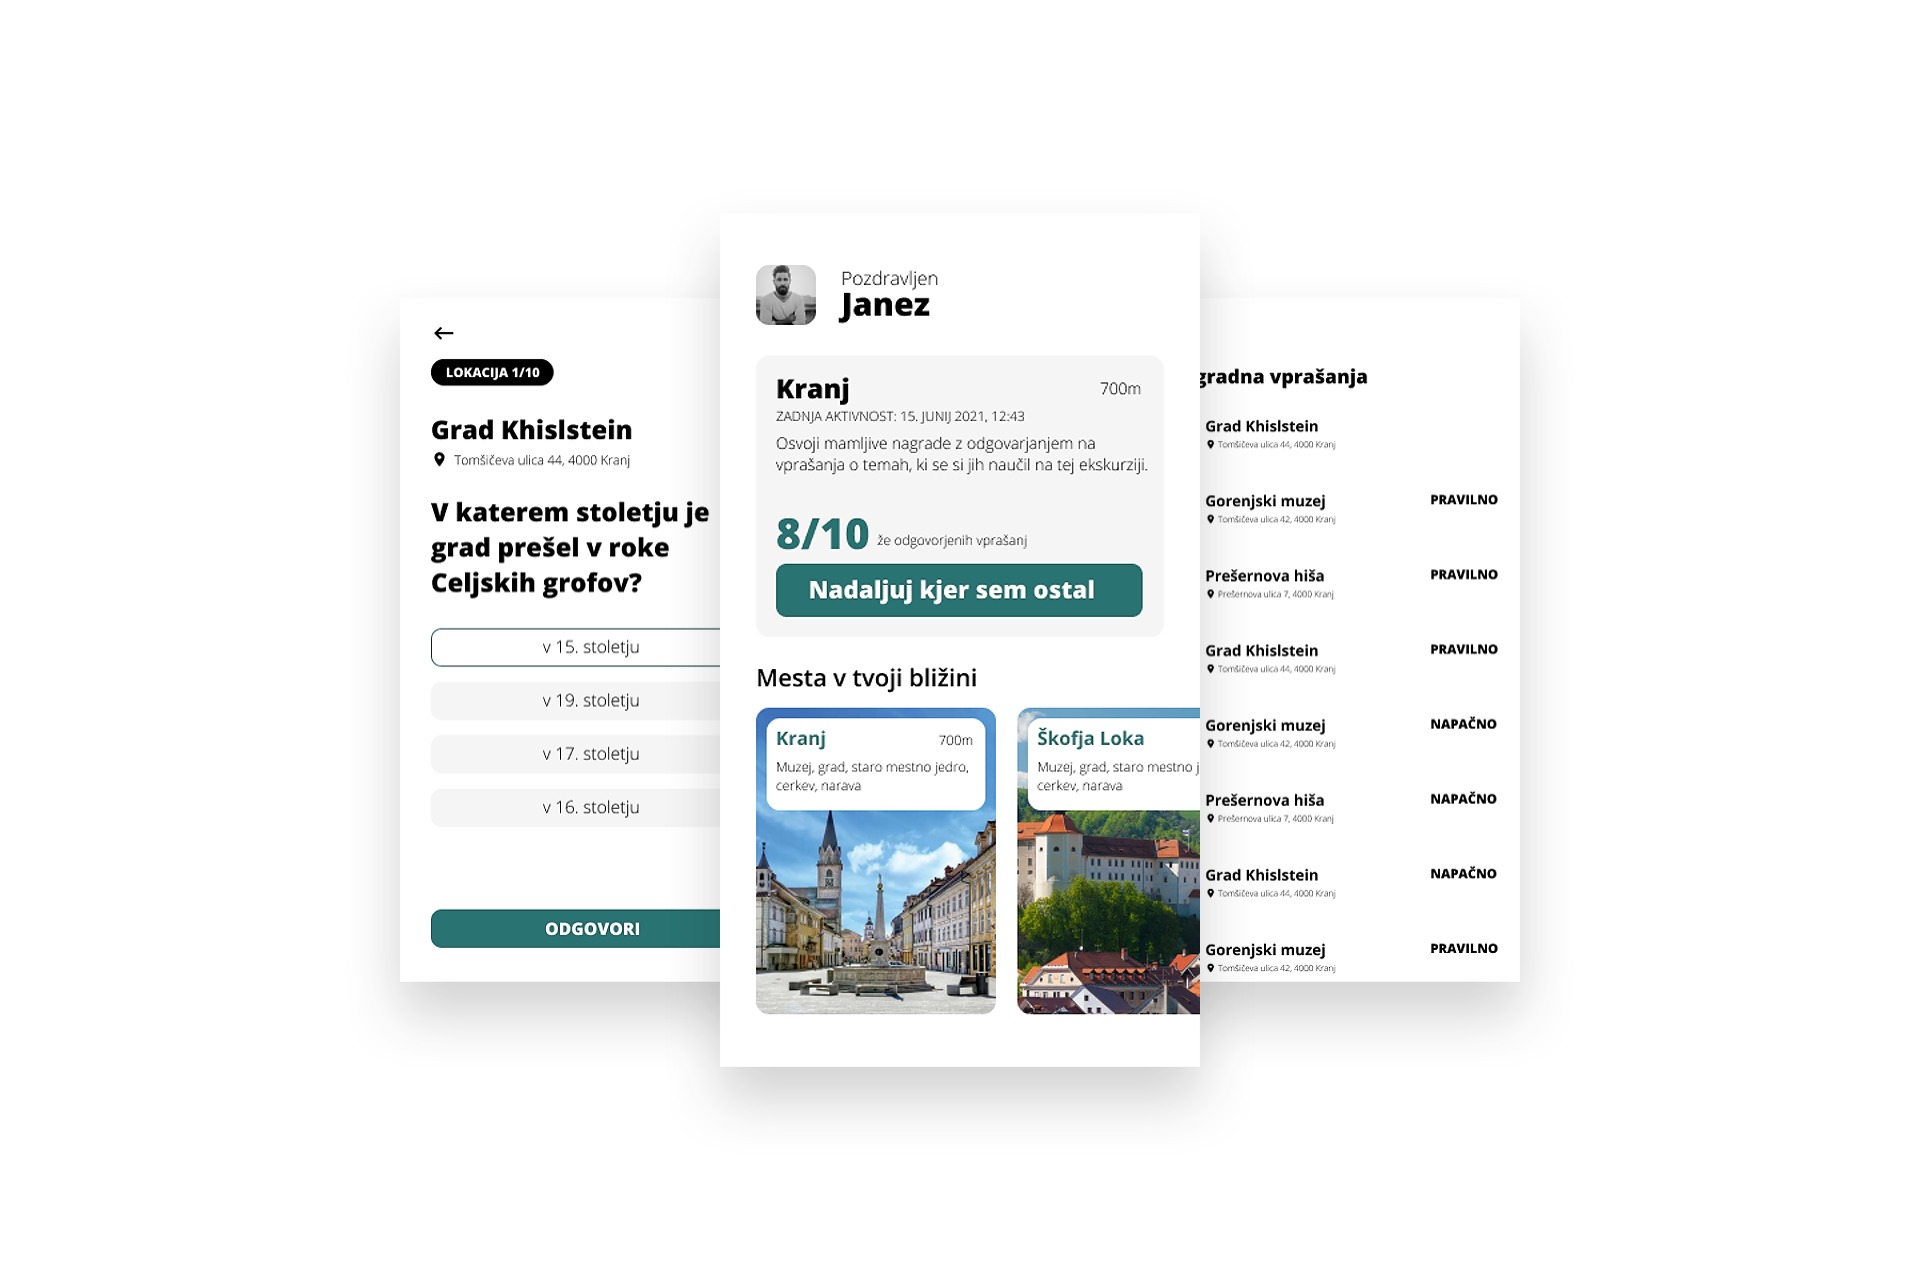 LOKACIJA 1/10
Grad Khislstein
Tomšičeva ulica 44, 4000 Kranj
V katerem stoletju je
grad prešel v roke
Celjskih grofov?
v 15. stoletju
v 19. stoletju
v 17. stoletju
v 16. stoletju
ODGOVORI
Pozdravljen
Janez
Kranj
700m
ZADNJA AKTIVNOST: 15. JUNIJ 2021, 12:43
Osvoji mamljive nagrade z odgovarjanjem na
vprašanja o temah, ki se si jih naučil na tej ekskurziji.
8/10 že odgovorjenih vprašanj
Nadaljuj kjer sem ostal
Mesta v tvoji bližini
Kranj
700m
Muzej, grad, staro mestno jedro,
cerkev, narava
Škofja Loka
Muzej, grad, staro mestno j
cerkev, narava
gradna vprašanja
Grad Khislstein
Tomšičeva ulica 44, 4000 Kranj
Gorenjski muzej
PRAVILNO
Tomšičeva ulica 42, 4000 Kranj
Prešernova hiša
PRAVILNO
Prešernova ulica 7, 4000 Kranj
Grad Khislstein
PRAVILNO
Tomšičeva ulica 44, 4000 Kranj
Gorenjski muzej
NAPAČNO
Tomšičeva ulica 42, 4000 Kranj
Prešernova hiša
NAPAČNO
Prešernova ulica 7, 4000 Kranj
Grad Khislstein
NAPAČNO
Tomšičeva ulica 44, 4000 Kranj
Gorenjski muzej
PRAVILNO
Tomšičeva ulica 42, 4000 Kranj